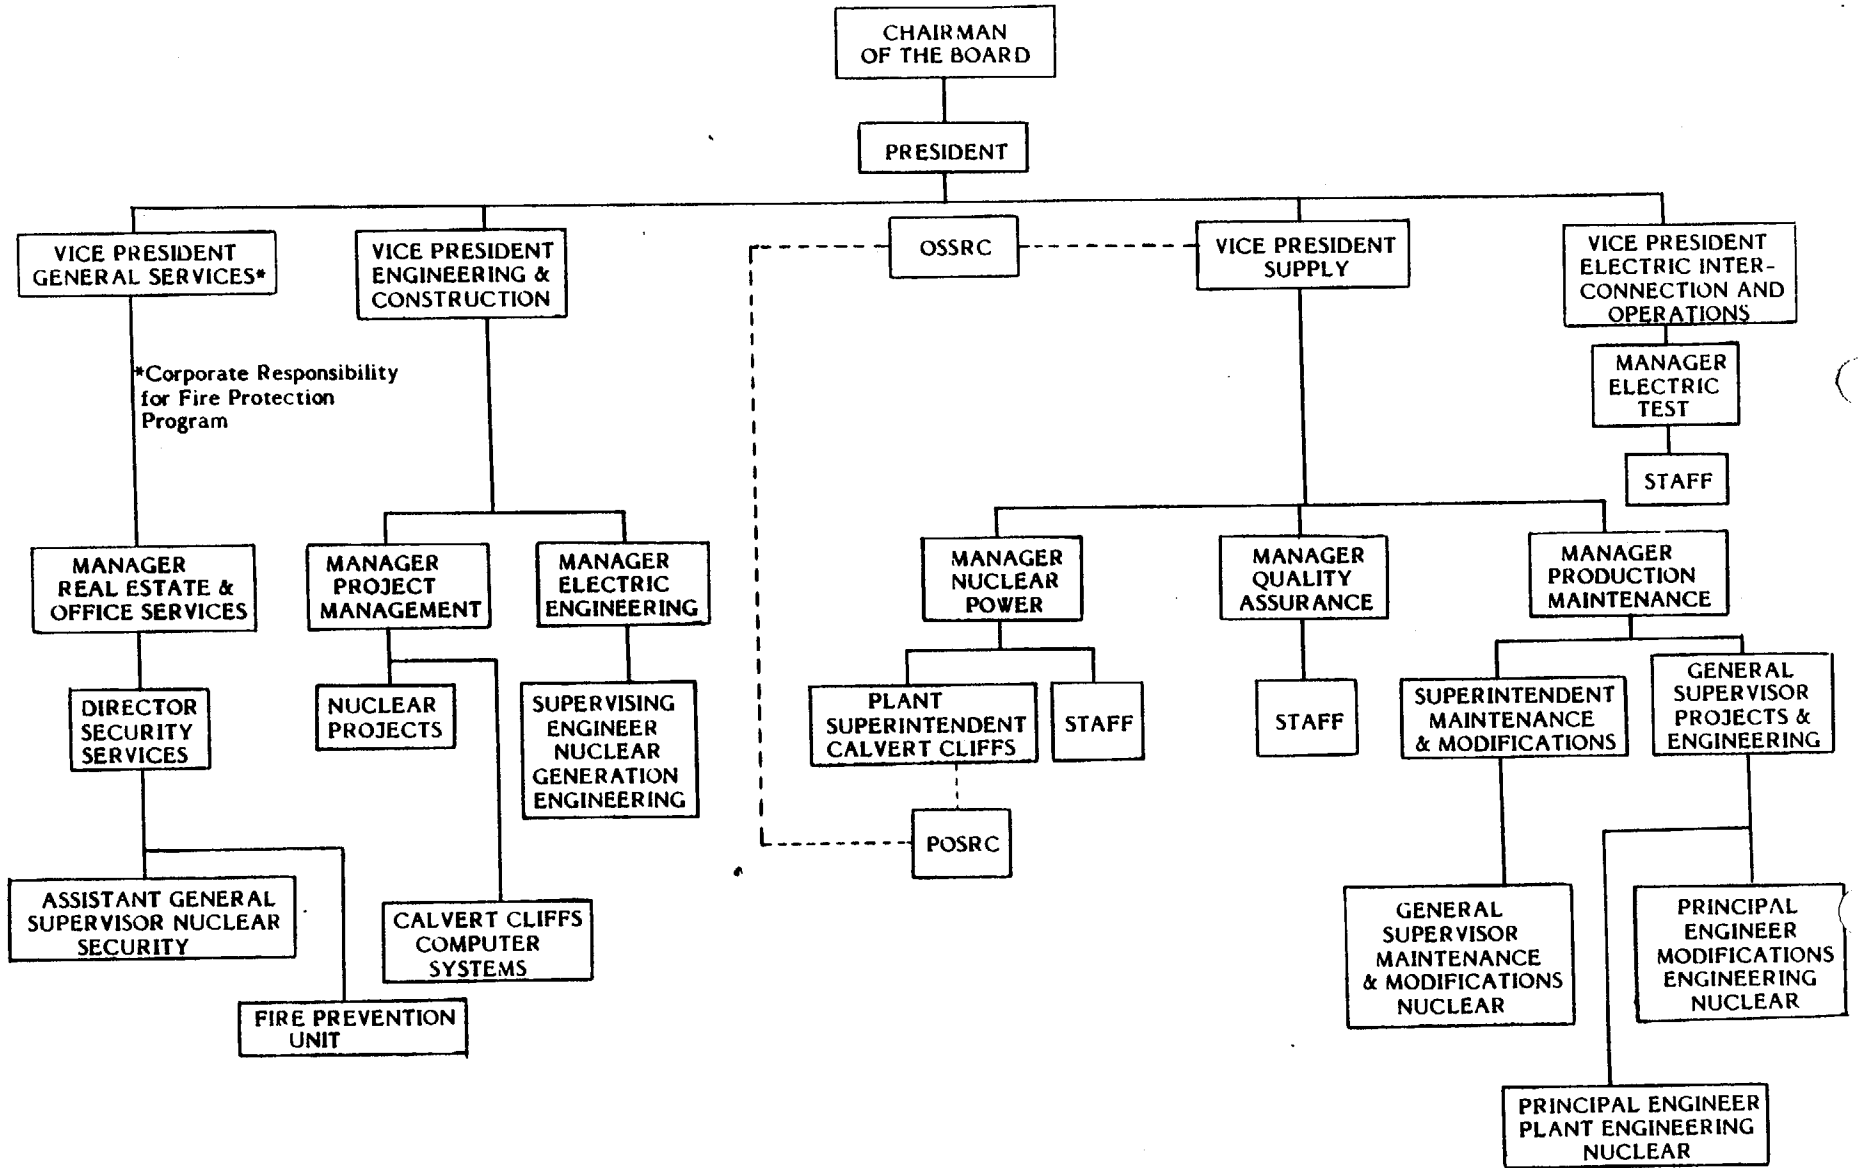 CHAIRMAN
OF THE BOARD
PRESIDENT
VICE PRESIDENT
GENERAL SERVICES*
VICE PRESIDENT
ENGINEERING &
CONSTRUCTION
OSSRC
VICE PRESIDENT
SUPPLY
VICE PRESIDENT
ELECTRIC INTER-
CONNECTION AND
OPERATIONS
*Corporate Responsibility
for Fire Protection
Program
MANAGER
ELECTRIC
TEST
STAFF
MANAGER
REAL ESTATE &
OFFICE SERVICES
MANAGER
PROJECT
MANAGEMENT
MANAGER
ELECTRIC
ENGINEERING
MANAGER
NUCLEAR
POWER
MANAGER
QUALITY
ASSURANCE
MANAGER
PRODUCTION
MAINTENANCE
DIRECTOR
SECURITY
SERVICES
NUCLEAR
PROJECTS
SUPERVISING
ENGINEER
NUCLEAR
GENERATION
ENGINEERING
PLANT
SUPERINTENDENT
CALVERT CLIFFS
STAFF
STAFF
SUPERINTENDENT
MAINTENANCE
& MODIFICATIONS
GENERAL
SUPERVISOR
PROJECTS &
ENGINEERING
POSRC
ASSISTANT GENERAL
SUPERVISOR NUCLEAR
SECURITY
CALVERT CLIFFS
COMPUTER
SYSTEMS
GENERAL
SUPERVISOR
MAINTENANCE
& MODIFICATIONS
NUCLEAR
PRINCIPAL
ENGINEER
MODIFICATIONS
ENGINEERING
NUCLEAR
FIRE PREVENTION
UNIT
PRINCIPAL ENGINEER
PLANT ENGINEERING
NUCLEAR